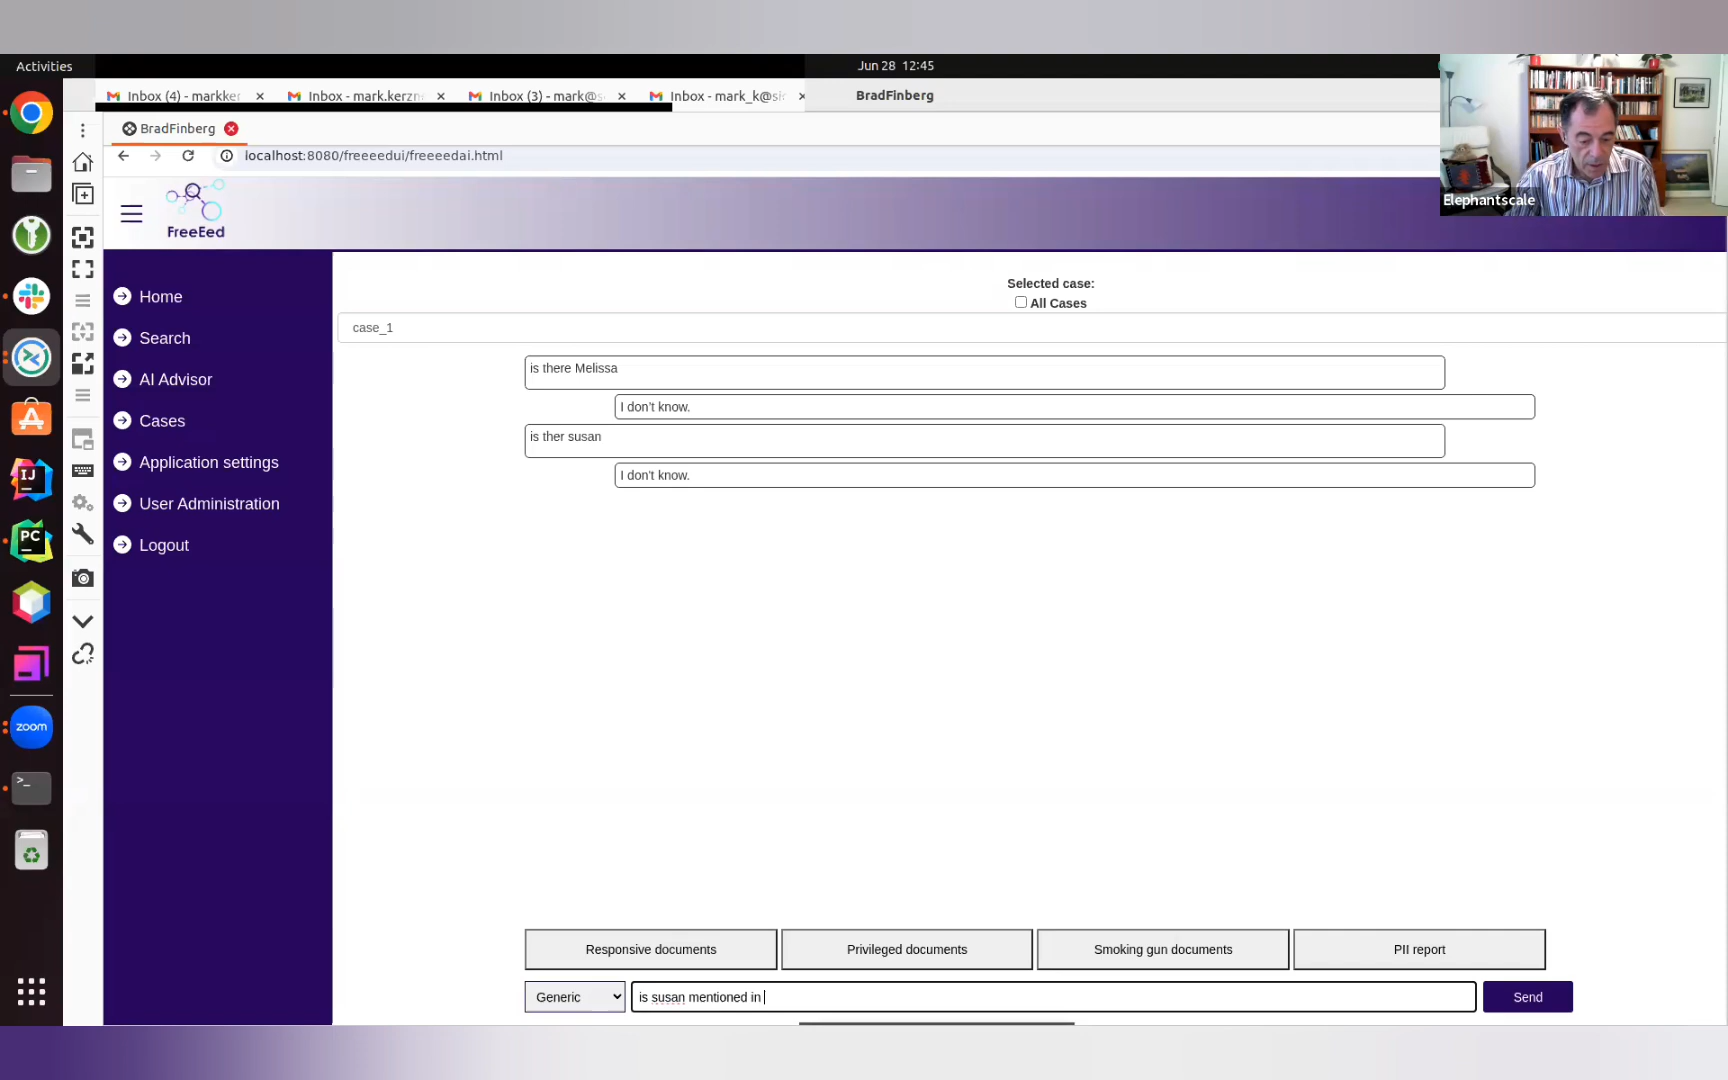 Activities
Jun 28 12:45
Inbox (4) - markker
Inbox - mark.kerzn
Inbox (3) - mark@s
Inbox - mark_k@si
BradFinberg
BradFinberg
localhost:8080/freeeedui/freeeedai.html
Elephantscale
FreeEed
Home
Search
AI Advisor
Cases
Application settings
User Administration
Logout
Selected case:
All Cases
case_1
is there Melissa
I don't know.
is ther susan
I don't know.
IJ
PC
zoom
>_
Responsive documents
Privileged documents
Smoking gun documents
PII report
Generic
is susan mentioned in
Send